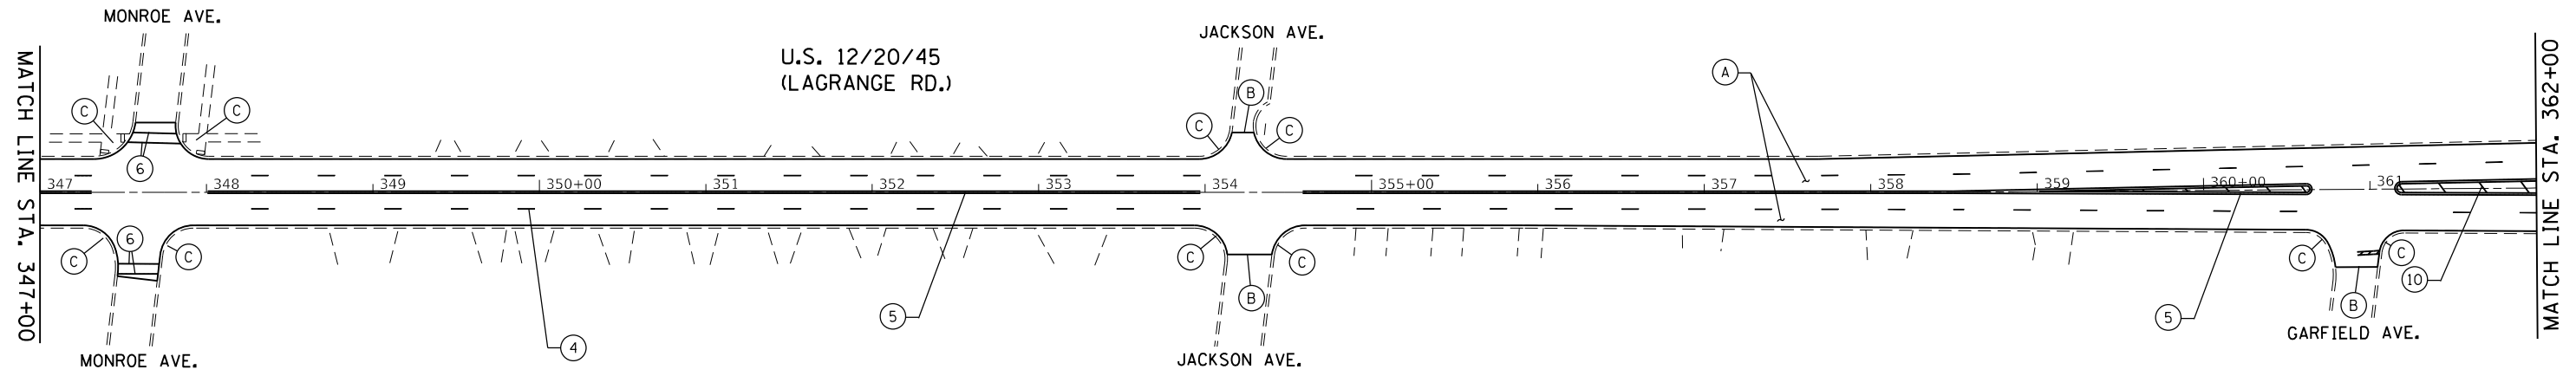 MONROE AVE.
JACKSON AVE.
U.S. 12/20/45
(LAGRANGE RD.)
MATCH LINE STA. 347+00
MATCH LINE STA. 362+00
A
B
C
C
C
C
6
347
348
349
350+00
351
352
353
354
355+00
356
357
358
359
360+00
361
C
6
C
C
B
C
C
B
C
10
5
4
5
MONROE AVE.
JACKSON AVE.
GARFIELD AVE.